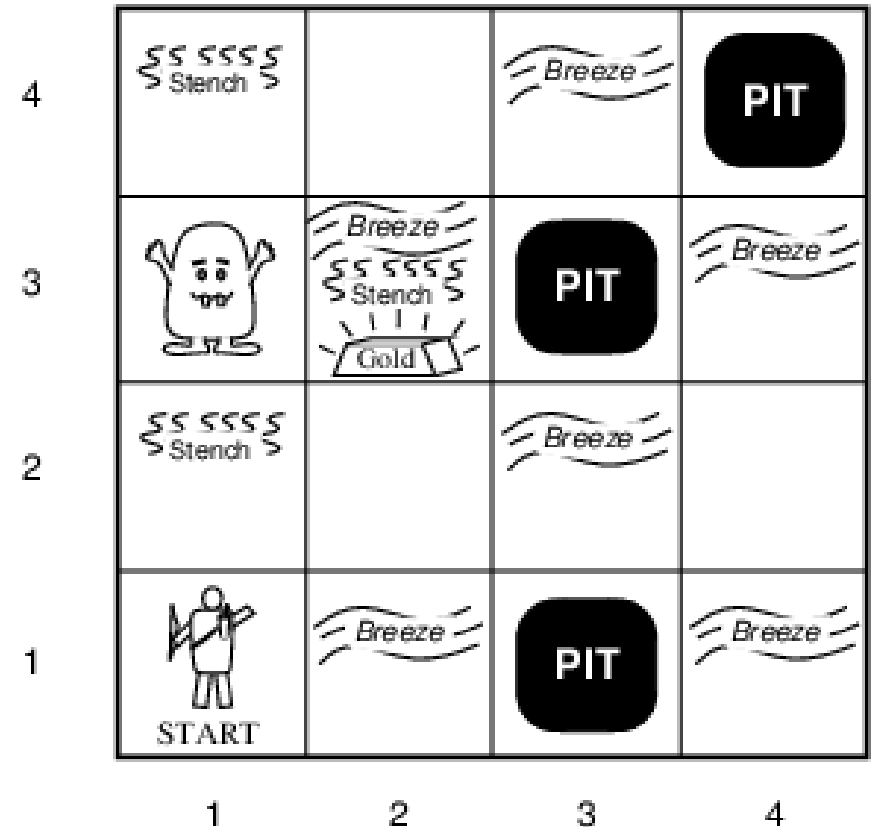 4
Stench
Breeze
PIT
3
Breeze
Stench
Gold
PIT
Breeze
2
Stench
Breeze
1
START
Breeze
PIT
Breeze
1 2 3 4